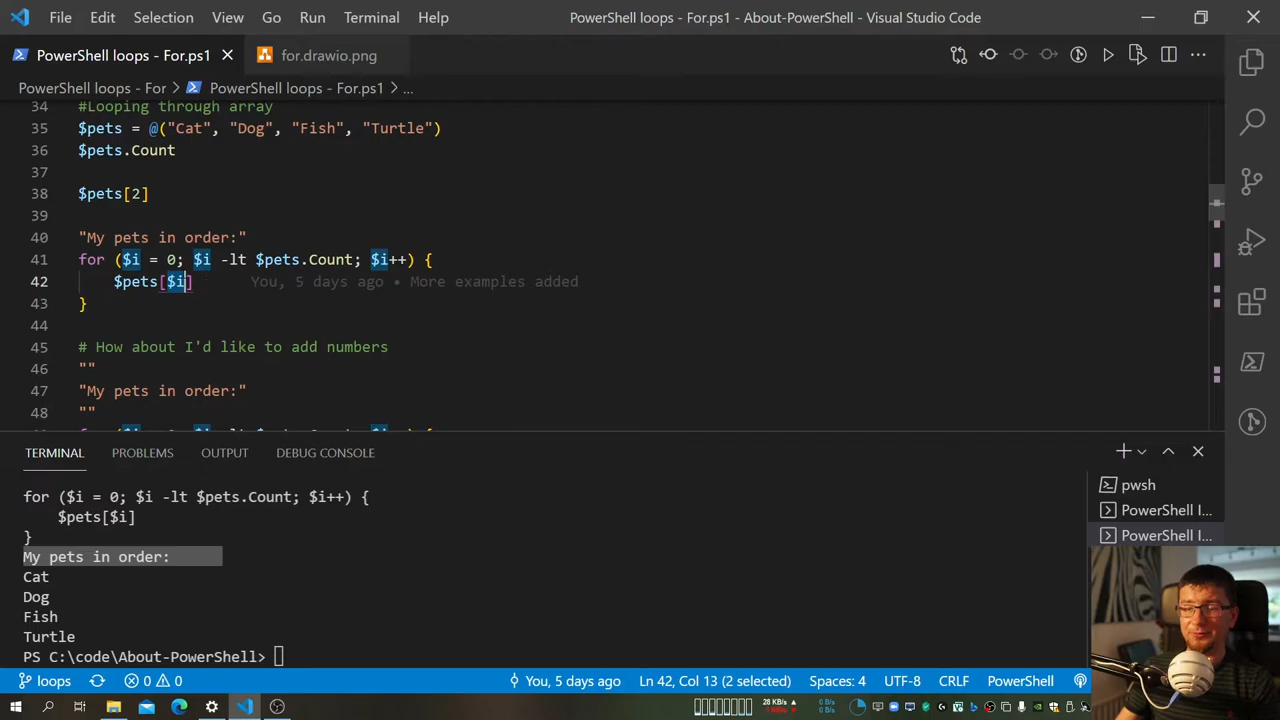 File Edit Selection View Go Run Terminal Help PowerShell loops - For.ps1 - About-PowerShell - Visual Studio Code
PowerShell loops - For.ps1 for.drawio.png
PowerShell loops - For PowerShell loops - For.ps1 ...
34 #Looping through array
35 $pets = @("Cat", "Dog", "Fish", "Turtle")
36 $pets.Count
37
38 $pets[2]
39
40 "My pets in order:"
41 for ($i = 0; $i -lt $pets.Count; $i++) {
42 $pets[$i] You, 5 days ago • More examples added
43 }
44
45 # How about I'd like to add numbers
46 ""
47 "My pets in order:"
48 ""
TERMINAL PROBLEMS OUTPUT DEBUG CONSOLE
for ($i = 0; $i -lt $pets.Count; $i++) {
$pets[$i]
}
My pets in order:
Cat
Dog
Fish
Turtle
PS C:\code\About-PowerShell>
pwsh
PowerShell l...
PowerShell l...
loops 0 0 You, 5 days ago Ln 42, Col 13 (2 selected) Spaces: 4 UTF-8 CRLF PowerShell
28 KB/s 0 B/s 0 B/s